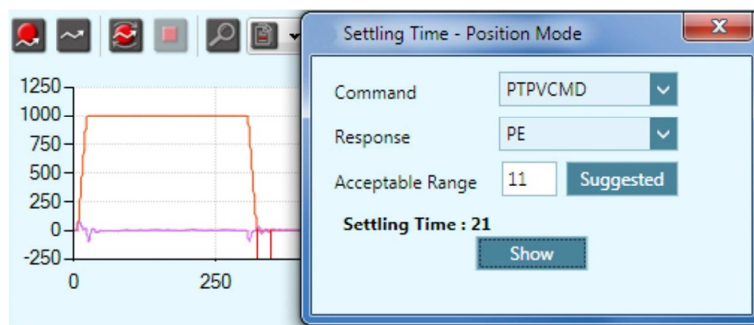 Settling Time - Position Mode
Command PTPVCMD
Response PE
Acceptable Range 11 Suggested
Settling Time : 21
Show
1250
1000
750
500
250
0
-250
0 250